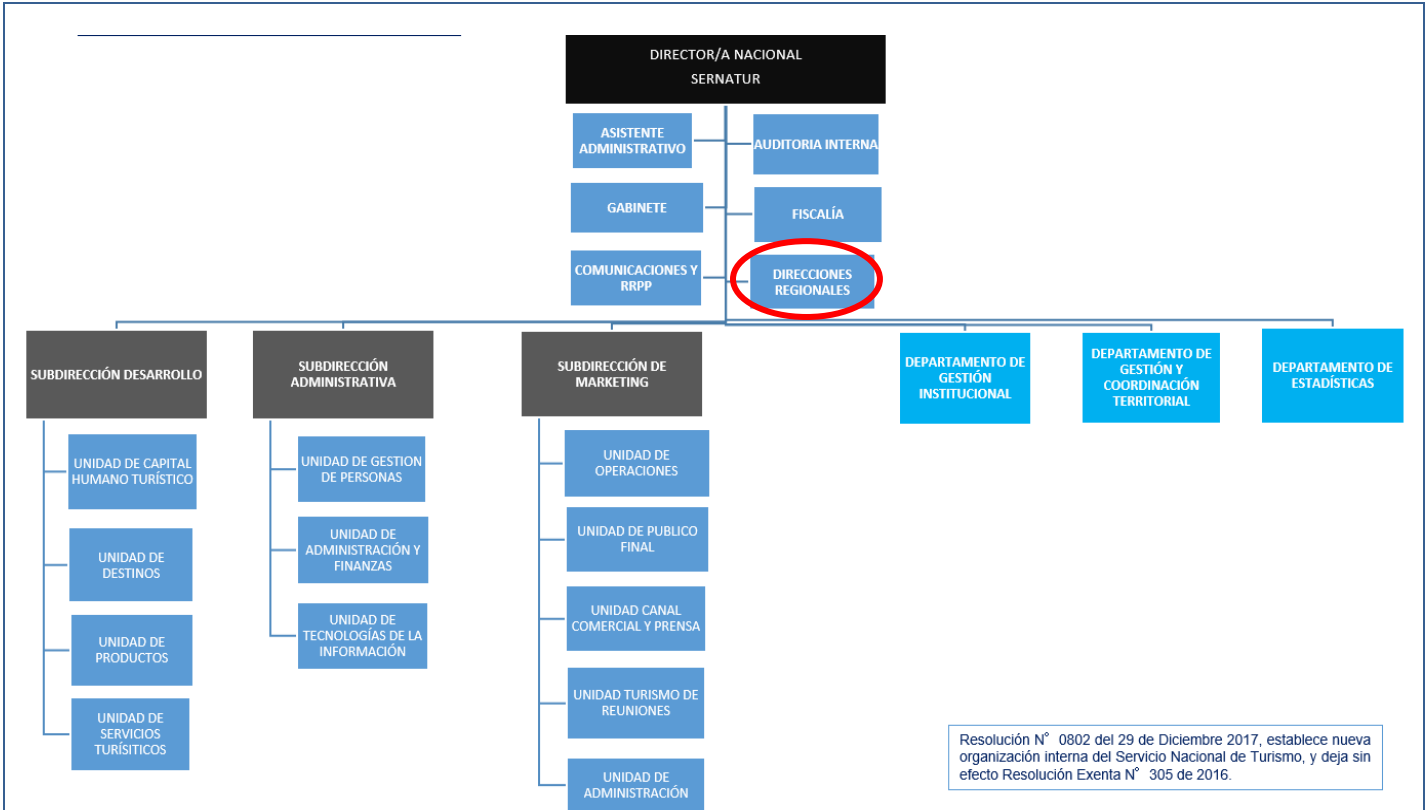 DIRECTOR/A NACIONAL
SERNATUR
ASISTENTE
ADMINISTRATIVO
AUDITORIA INTERNA
GABINETE
FISCALÍA
COMUNICACIONES Y
RRPP
DIRECCIONES
REGIONALES
SUBDIRECCIÓN DESARROLLO
SUBDIRECCIÓN
ADMINISTRATIVA
SUBDIRECCIÓN DE
MARKETING
DEPARTAMENTO DE
GESTIÓN
INSTITUCIONAL
DEPARTAMENTO DE
GESTIÓN Y
COORDINACIÓN
TERRITORIAL
DEPARTAMENTO DE
ESTADÍSTICAS
UNIDAD DE CAPITAL
HUMANO TURÍSTICO
UNIDAD DE
DESTINOS
UNIDAD DE
PRODUCTOS
UNIDAD DE
SERVICIOS
TURÍSITICOS
UNIDAD DE GESTION
DE PERSONAS
UNIDAD DE
ADMINISTRACIÓN Y
FINANZAS
UNIDAD DE
TECNOLOGÍAS DE LA
INFORMACIÓN
UNIDAD DE
OPERACIONES
UNIDAD DE PUBLICO
FINAL
UNIDAD CANAL
COMERCIAL Y PRENSA
UNIDAD TURISMO DE
REUNIONES
UNIDAD DE
ADMINISTRACIÓN
Resolución N° 0802 del 29 de Diciembre 2017, establece nueva
organización interna del Servicio Nacional de Turismo, y deja sin
efecto Resolución Exenta N° 305 de 2016.